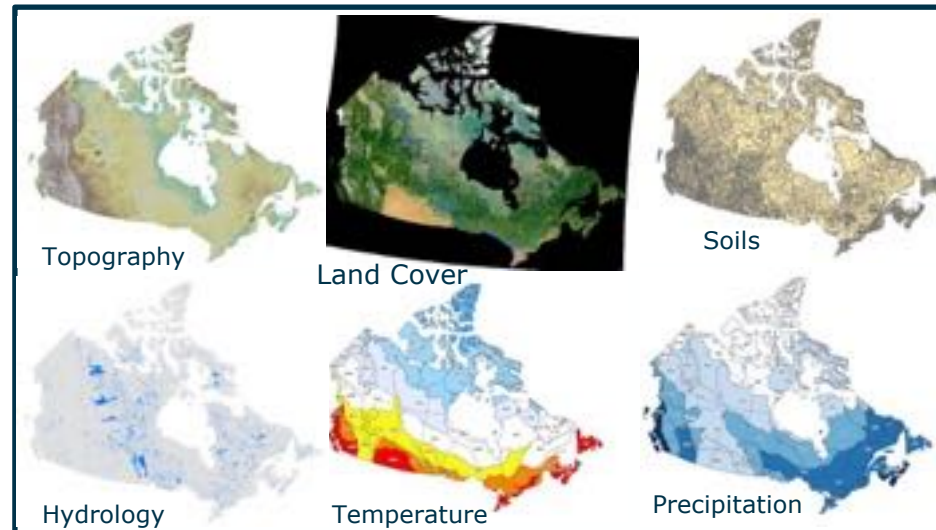 Topography
Land Cover
Soils
Hydrology
Temperature
Precipitation